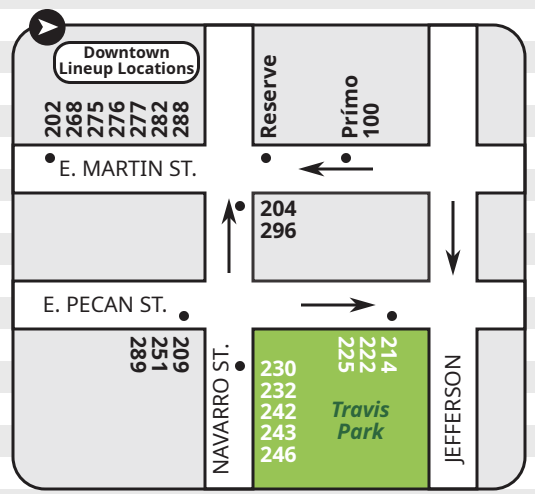 Downtown
Lineup Locations
202
268
275
276
277
282
288
Reserve
Prímo
100
E. MARTIN ST.
204
296
E. PECAN ST.
209
251
289
NAVARRO ST.
214
222
225
230
232
242
243
246
Travis
Park
JEFFERSON